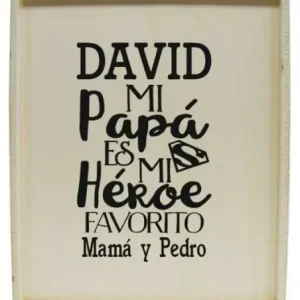 DAVID
MI
Papá
ES
MI
Héroe
FAVORITO
Mamá y Pedro